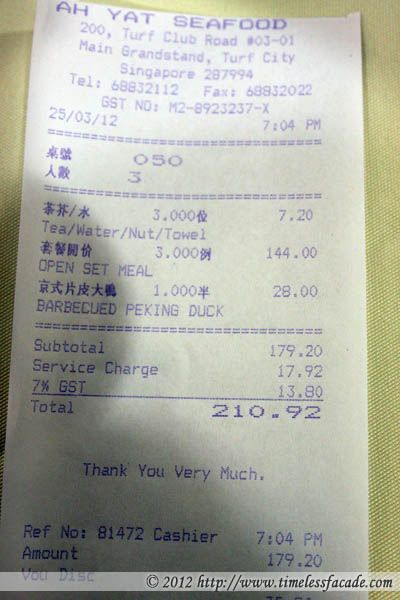 AH YAT SEAFOOD
200, Turf Club Road #03-01
Main Grandstand, Turf City
Singapore 287994
Tel: 68832112 Fax: 68832022
GST NO: M2-8923237-X
25/03/12 7:04 PM
桌號 050
人數 3
茶芥/水 3.000位 7.20
Tea/Water/Nut/Towel
套餐開价 3.000例 144.00
OPEN SET MEAL
京式片皮大鴨 1.000半 28.00
BARBECUED PEKING DUCK
Subtotal 179.20
Service Charge 17.92
7% GST 13.80
Total 210.92
Thank You Very Much.
Ref No: 81472 Cashier 7:04 PM
Amount 179.20
Vou Disc
© 2012 http://www.timelessfacade.com/